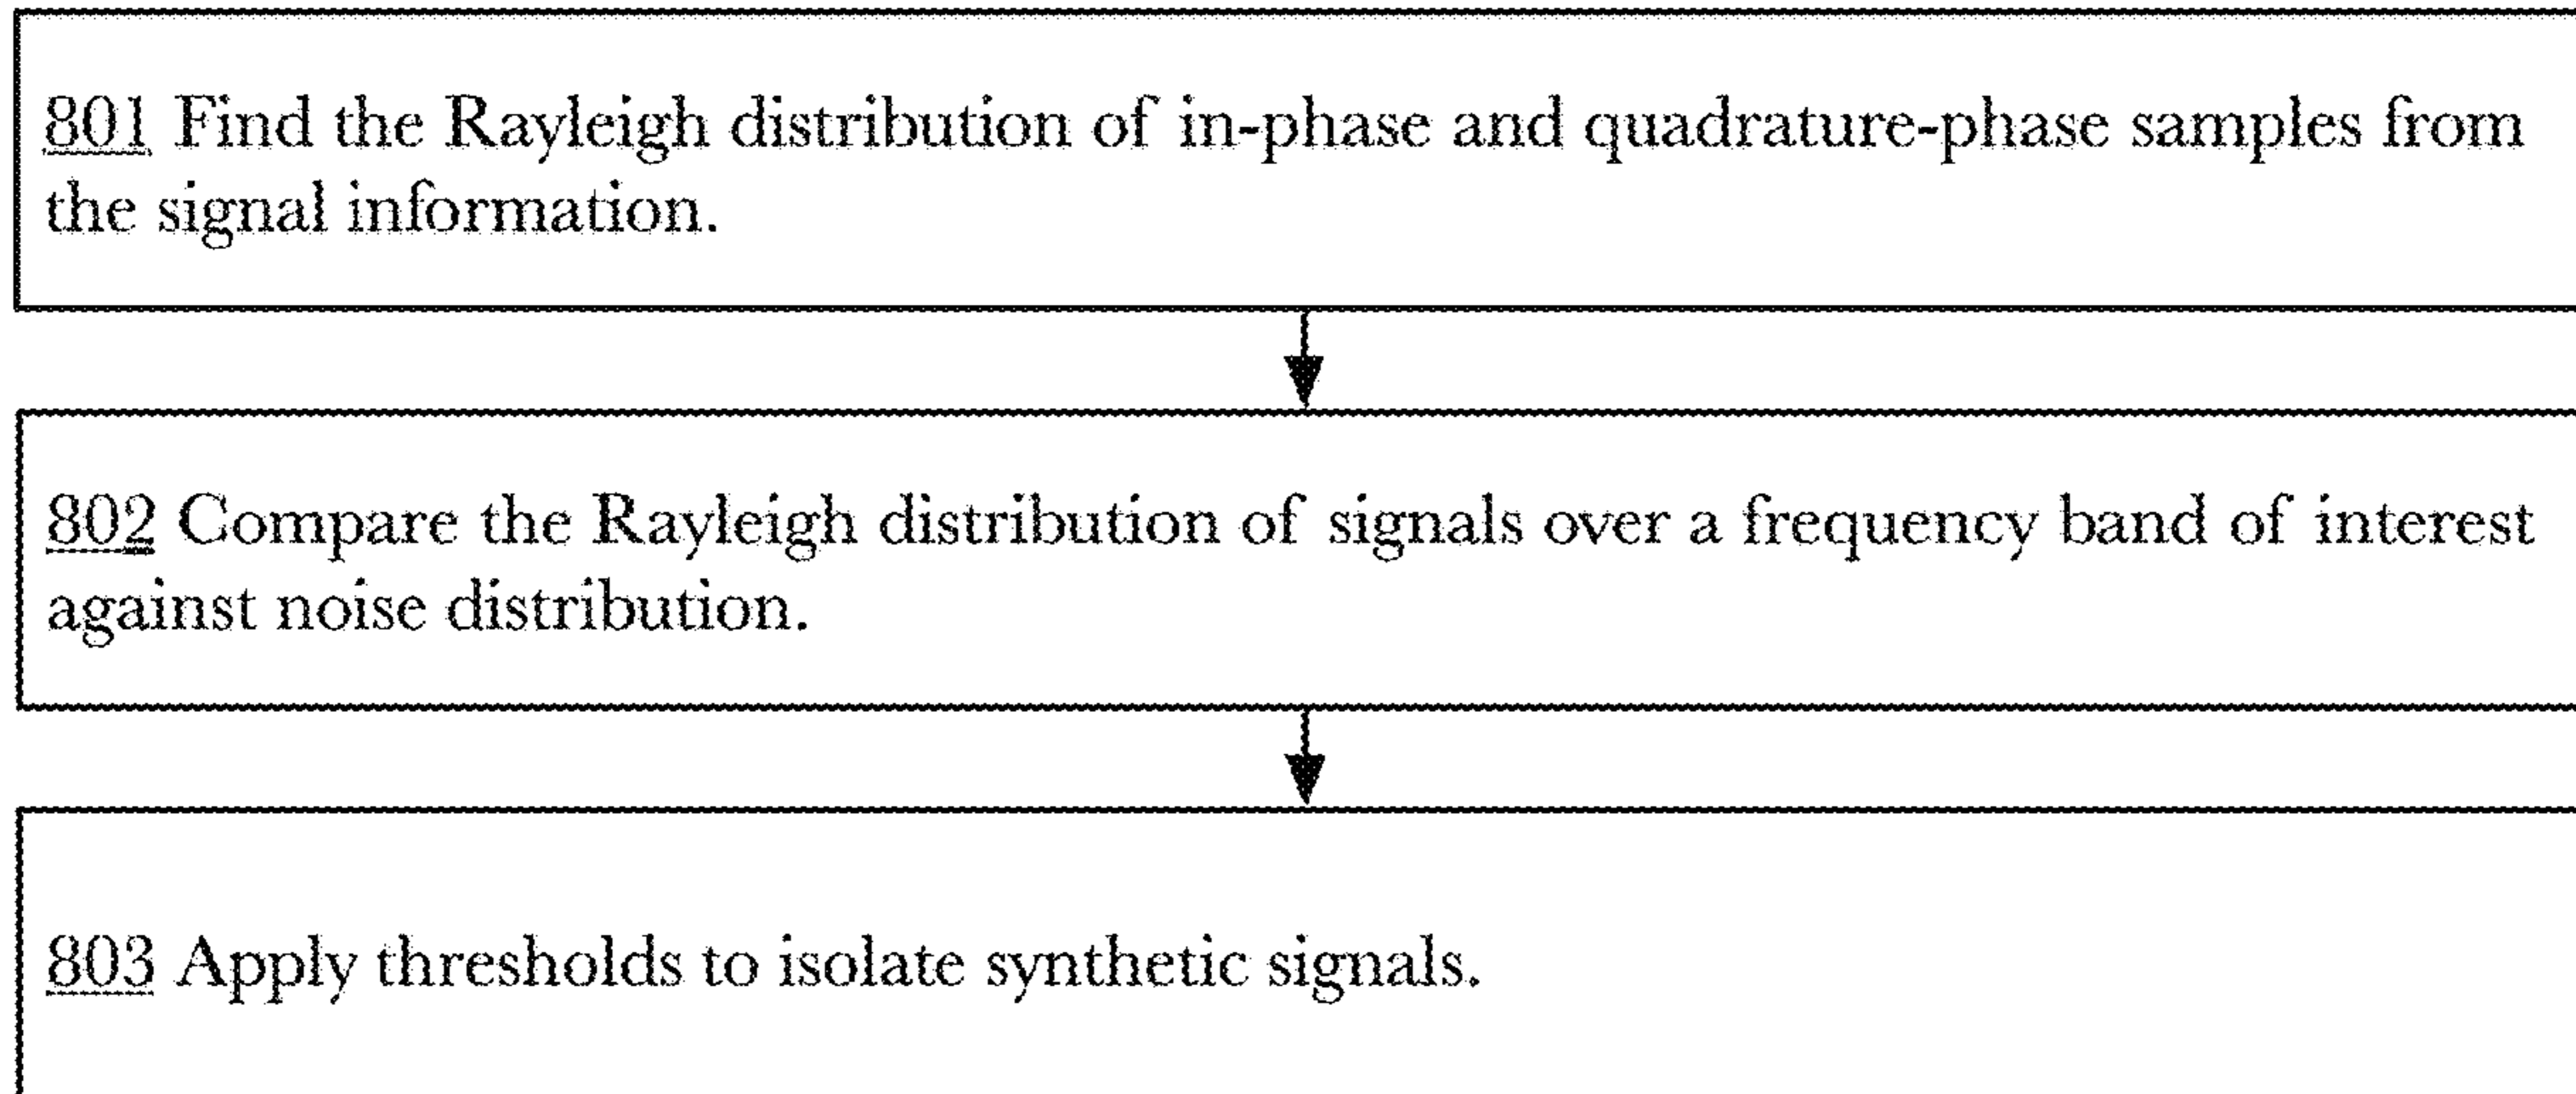 801 Find the Rayleigh distribution of in-phase and quadrature-phase samples from
the signal information.
802 Compare the Rayleigh distribution of signals over a frequency band of interest
against noise distribution.
803 Apply thresholds to isolate synthetic signals.